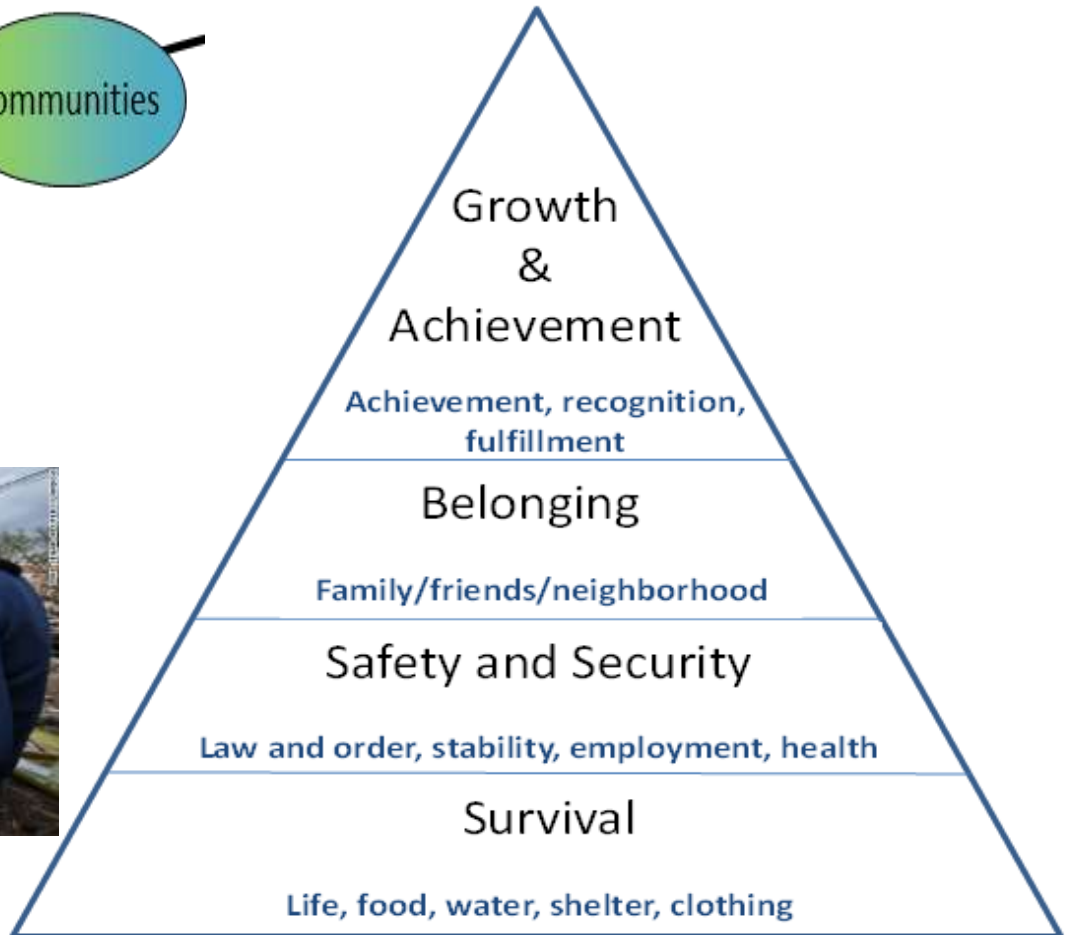 ommunities
Growth
&
Achievement
Achievement, recognition,
fulfillment
Belonging
Family/friends/neighborhood
Safety and Security
Law and order, stability, employment, health
Survival
Life, food, water, shelter, clothing